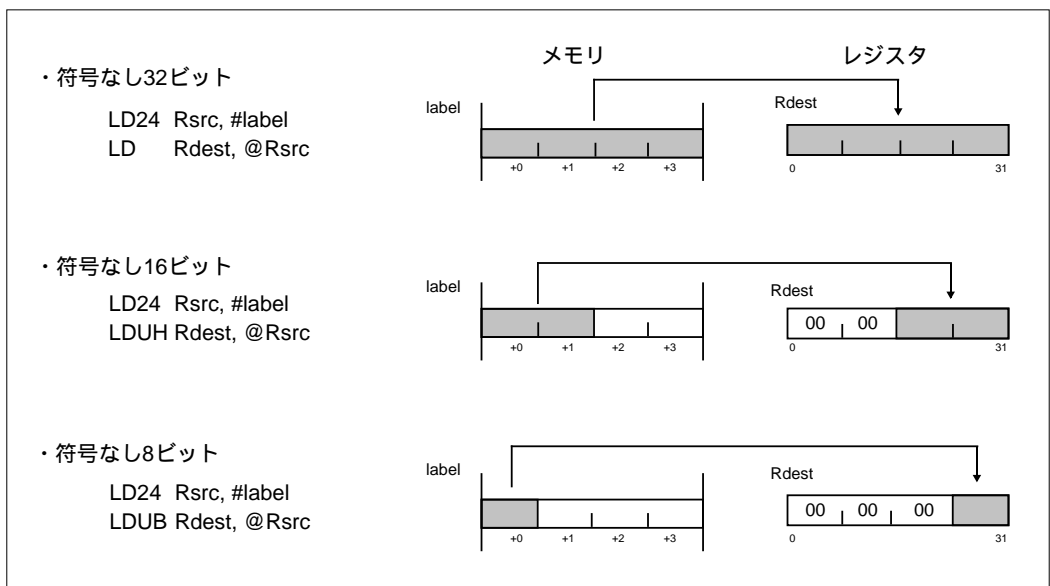 メモリ レジスタ
・符号なし32ビット
LD24 Rsrc, #label
LD Rdest, @Rsrc
label
+0 +1 +2 +3
Rdest
0 31
・符号なし16ビット
LD24 Rsrc, #label
LDUH Rdest, @Rsrc
label
+0 +1 +2 +3
Rdest
00 00
0 31
・符号なし8ビット
LD24 Rsrc, #label
LDUB Rdest, @Rsrc
label
+0 +1 +2 +3
Rdest
00 00 00
0 31